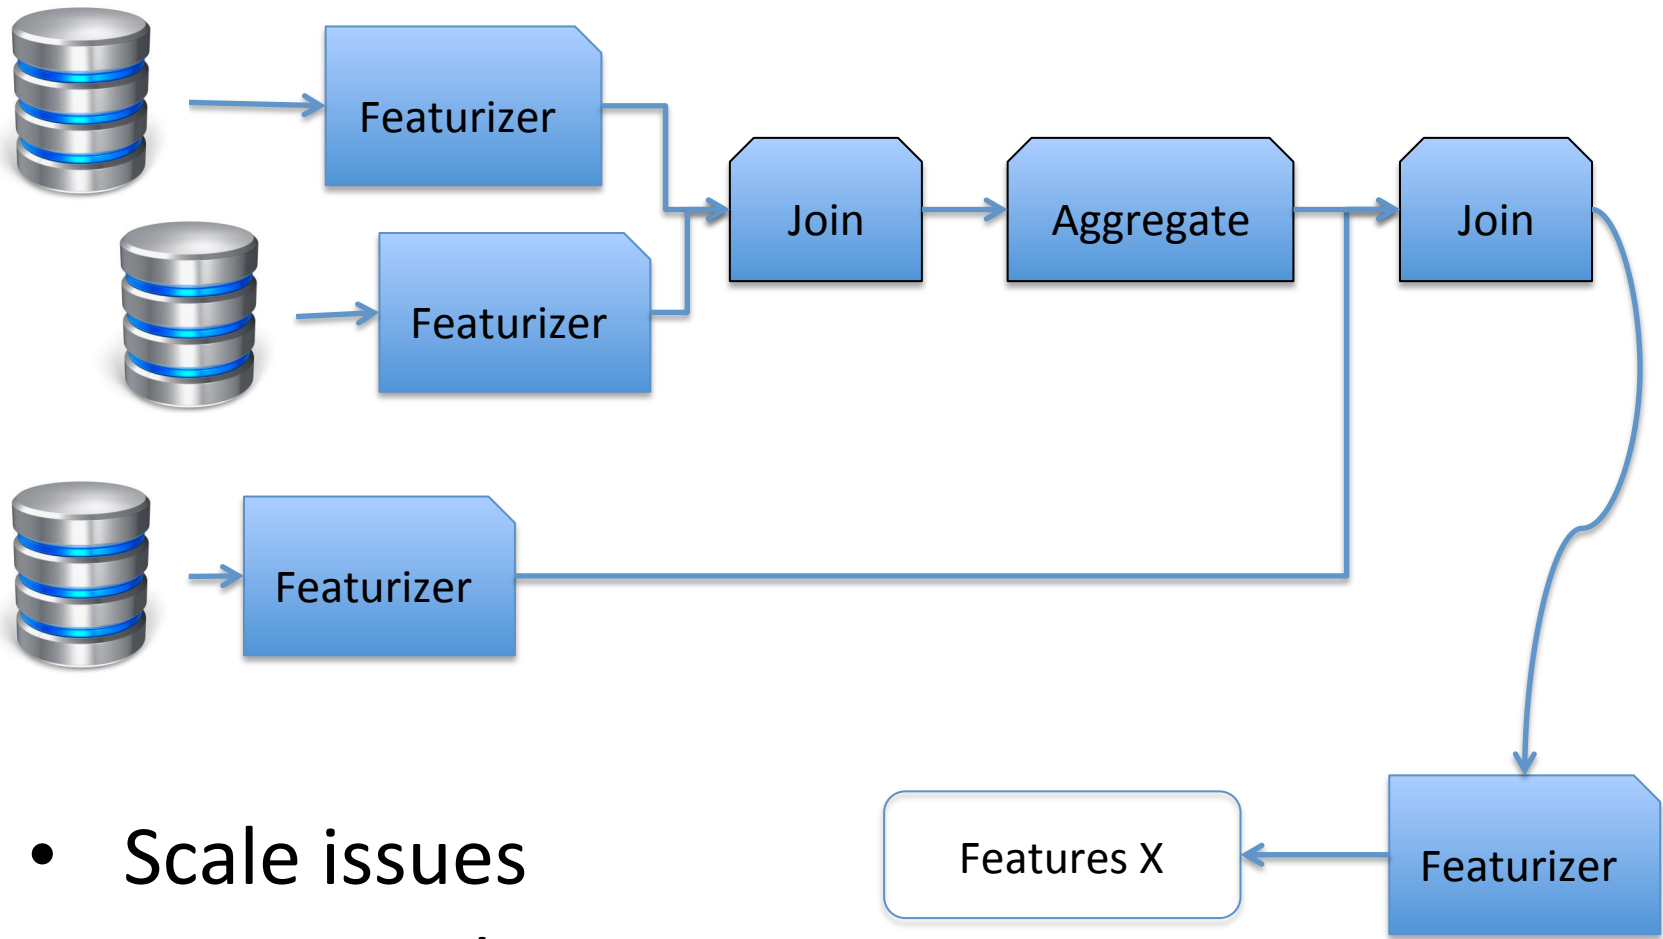 Featurizer
Join
Aggregate
Join
Featurizer
Featurizer
• Scale issues
Features X
Featurizer